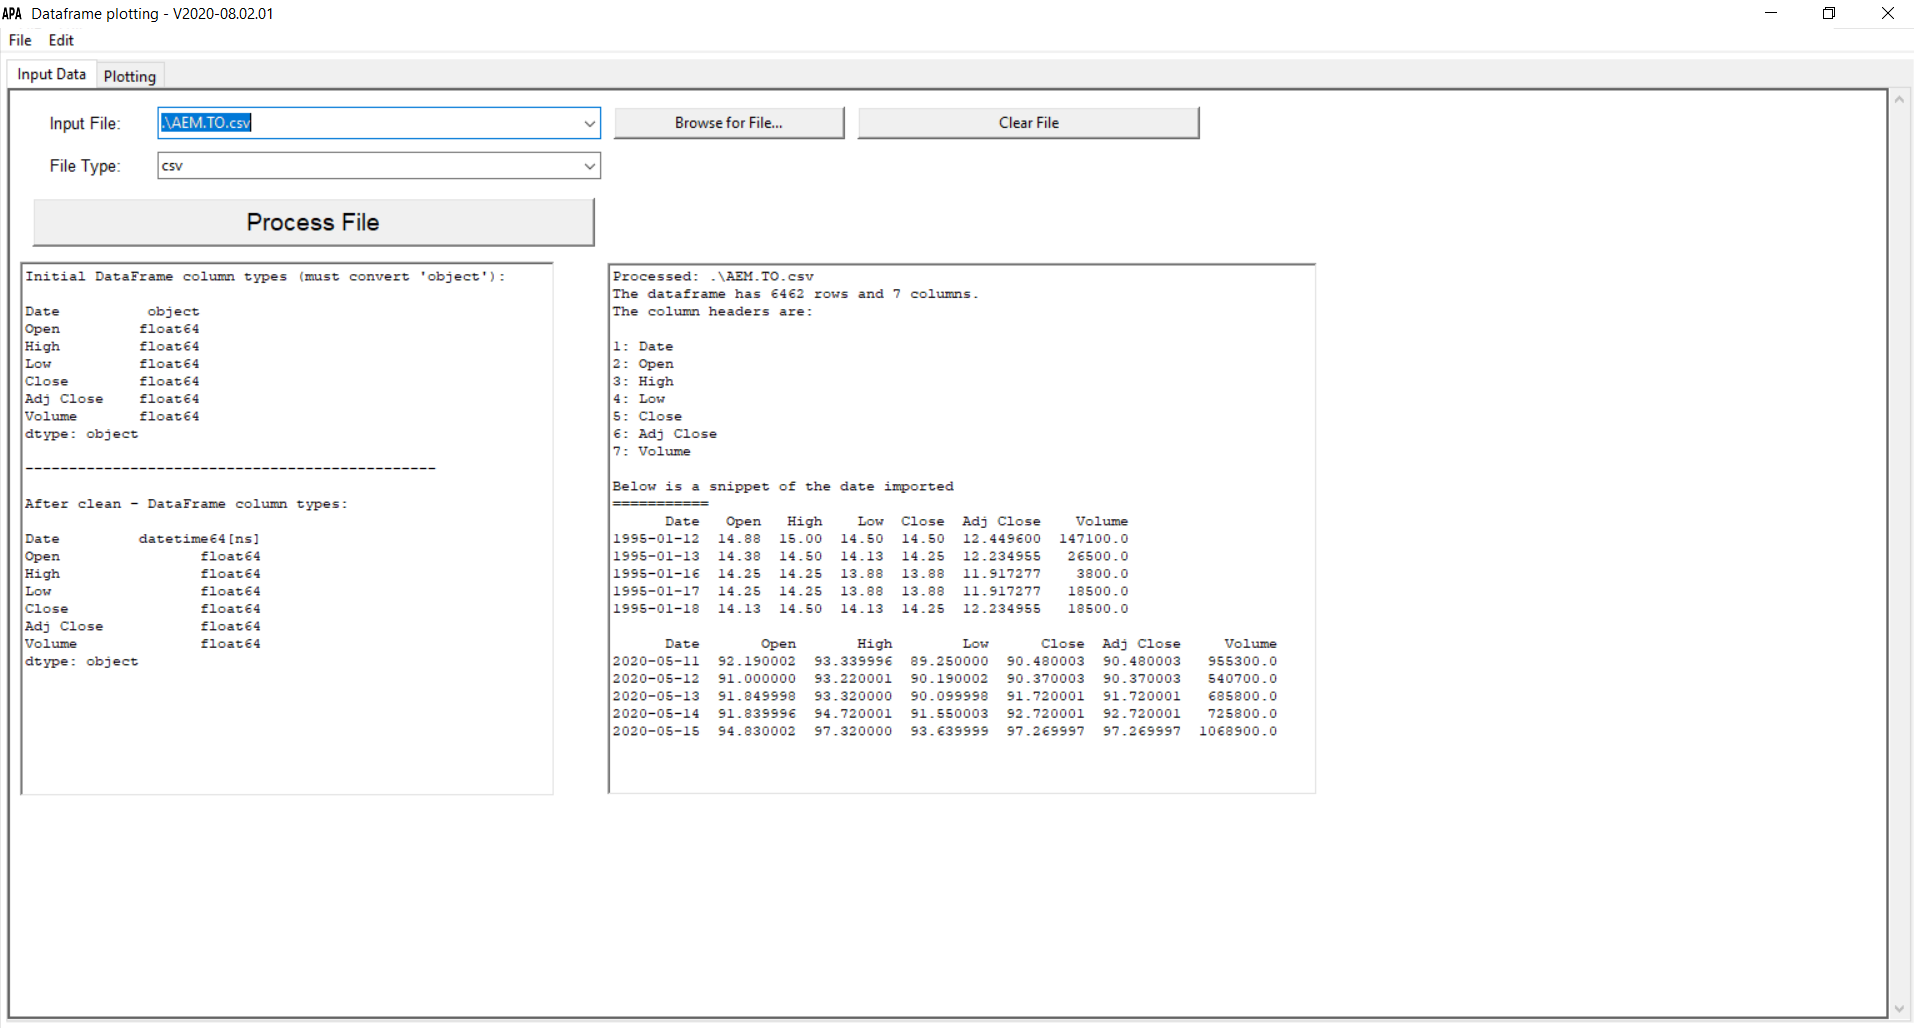 APA Dataframe plotting - V2020-08.02.01
File Edit
Input Data Plotting
Input File: .\AEM.TO.csv Browse for File... Clear File
File Type: csv
Process File
Initial DataFrame column types (must convert 'object'):
Date object
Open float64
High float64
Low float64
Close float64
Adj Close float64
Volume float64
dtype: object
-----------------------------------------------
After clean - DataFrame column types:
Date datetime64[ns]
Open float64
High float64
Low float64
Close float64
Adj Close float64
Volume float64
dtype: object
Processed: .\AEM.TO.csv
The dataframe has 6462 rows and 7 columns.
The column headers are:
1: Date
2: Open
3: High
4: Low
5: Close
6: Adj Close
7: Volume
Below is a snippet of the date imported
===========
Date Open High Low Close Adj Close Volume
1995-01-12 14.88 15.00 14.50 14.50 12.449600 147100.0
1995-01-13 14.38 14.50 14.13 14.25 12.234955 26500.0
1995-01-16 14.25 14.25 13.88 13.88 11.917277 3800.0
1995-01-17 14.25 14.25 13.88 13.88 11.917277 18500.0
1995-01-18 14.13 14.50 14.13 14.25 12.234955 18500.0
Date Open High Low Close Adj Close Volume
2020-05-11 92.190002 93.339996 89.250000 90.480003 90.480003 955300.0
2020-05-12 91.000000 93.220001 90.190002 90.370003 90.370003 540700.0
2020-05-13 91.849998 93.320000 90.099998 91.720001 91.720001 685800.0
2020-05-14 91.839996 94.720001 91.550003 92.720001 92.720001 725800.0
2020-05-15 94.830002 97.320000 93.639999 97.269997 97.269997 1068900.0